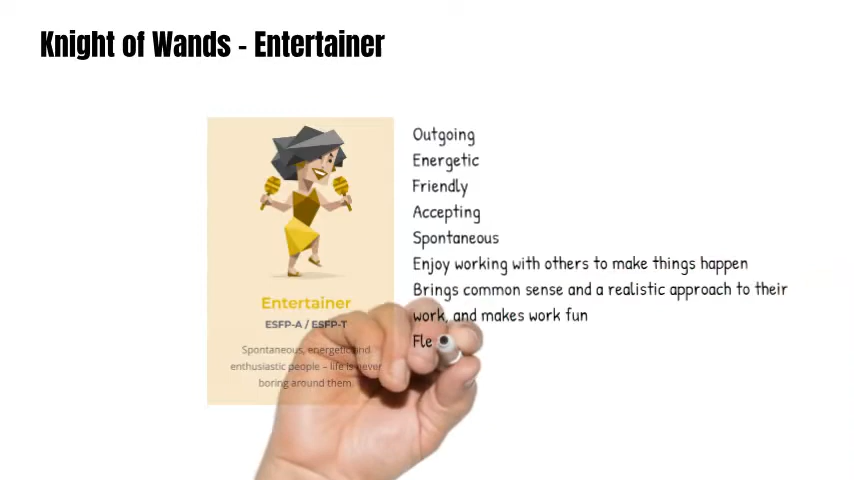 Knight of Wands - Entertainer
Outgoing
Energetic
Friendly
Accepting
Spontaneous
Enjoy working with others to make things happen
Brings common sense and a realistic approach to their
work, and makes work fun
Fle
Entertainer
ESFP-A / ESFP-T
Spontaneous, energetic and
enthusiastic people – life is never
boring around them.